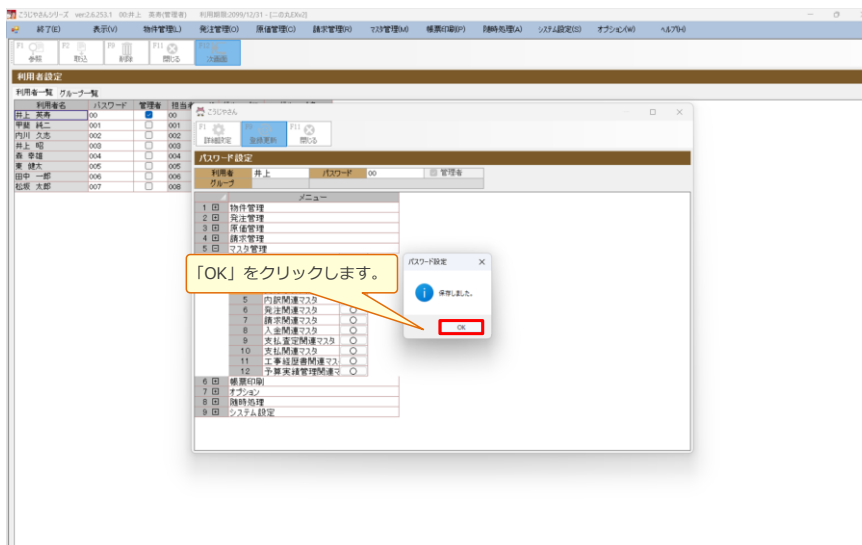 こうじやさんシリーズ ver.2.6.253.1 00:井上 英寿(管理者) 利用期限:2099/12/31 - [二の丸DXv2]
終了(E) 表示(V) 物件管理(L) 発注管理(O) 原価管理(C) 請求管理(R) マスタ管理(M) 帳票印刷(P) 随時処理(A) システム設定(S) オプション(W) ヘルプ(H)
F1 F2 F9 F11 F12
参照 取込 削除 閉じる 次画面
利用者設定
利用者一覧 グループ一覧
利用者名 パスワード 管理者 担当者
井上 英寿 00 00
甲斐 純二 001 001
内川 久志 002 002
井上 昭 003 003
森 幸雄 004 004
東 健太 005 005
田中 一郎 006 006
松坂 太郎 007 008
こうじやさん
F1 F9 F11
詳細設定 登録更新 閉じる
パスワード設定
利用者 井上 パスワード 00 管理者
グループ
メニュー
1 物件管理
2 発注管理
3 原価管理
4 請求管理
5 マスタ管理
5 内訳関連マスタ
6 発注関連マスタ ○
7 請求関連マスタ ○
8 入金関連マスタ ○
9 支払査定関連マスタ ○
10 支払関連マスタ ○
11 工事経歴書関連マス ○
12 予算実績管理関連マ ○
6 帳票印刷
7 オプション
8 随時処理
9 システム設定
「OK」をクリックします。
パスワード設定
保存しました。
OK